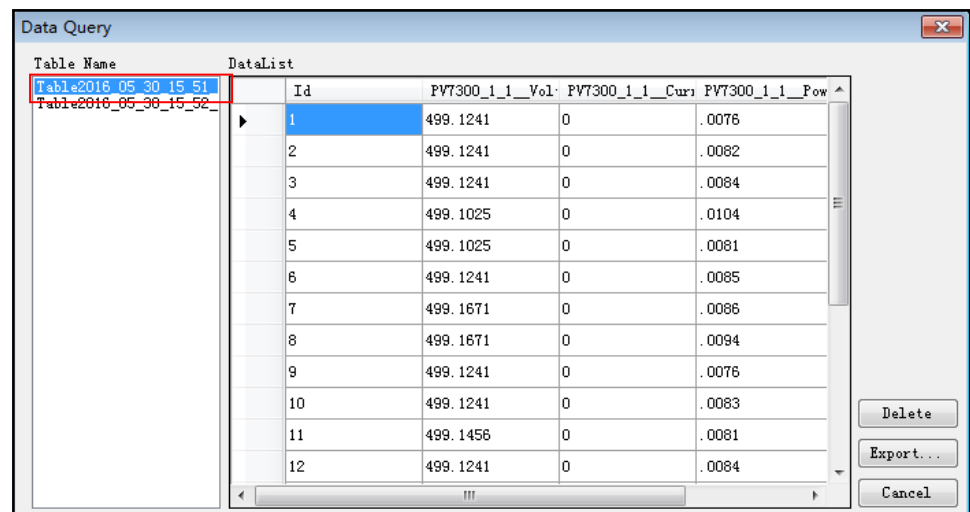 Data Query
Table Name DataList
Table2016_05_30_15_51_
Table2016_05_30_15_52_
Id PV7300_1_1__Vol PV7300_1_1__Curr PV7300_1_1__Pow
1 499.1241 0 .0076
2 499.1241 0 .0082
3 499.1241 0 .0084
4 499.1025 0 .0104
5 499.1025 0 .0081
6 499.1241 0 .0085
7 499.1671 0 .0086
8 499.1671 0 .0094
9 499.1241 0 .0076
10 499.1241 0 .0083
11 499.1456 0 .0081
12 499.1241 0 .0084
Delete
Export...
Cancel